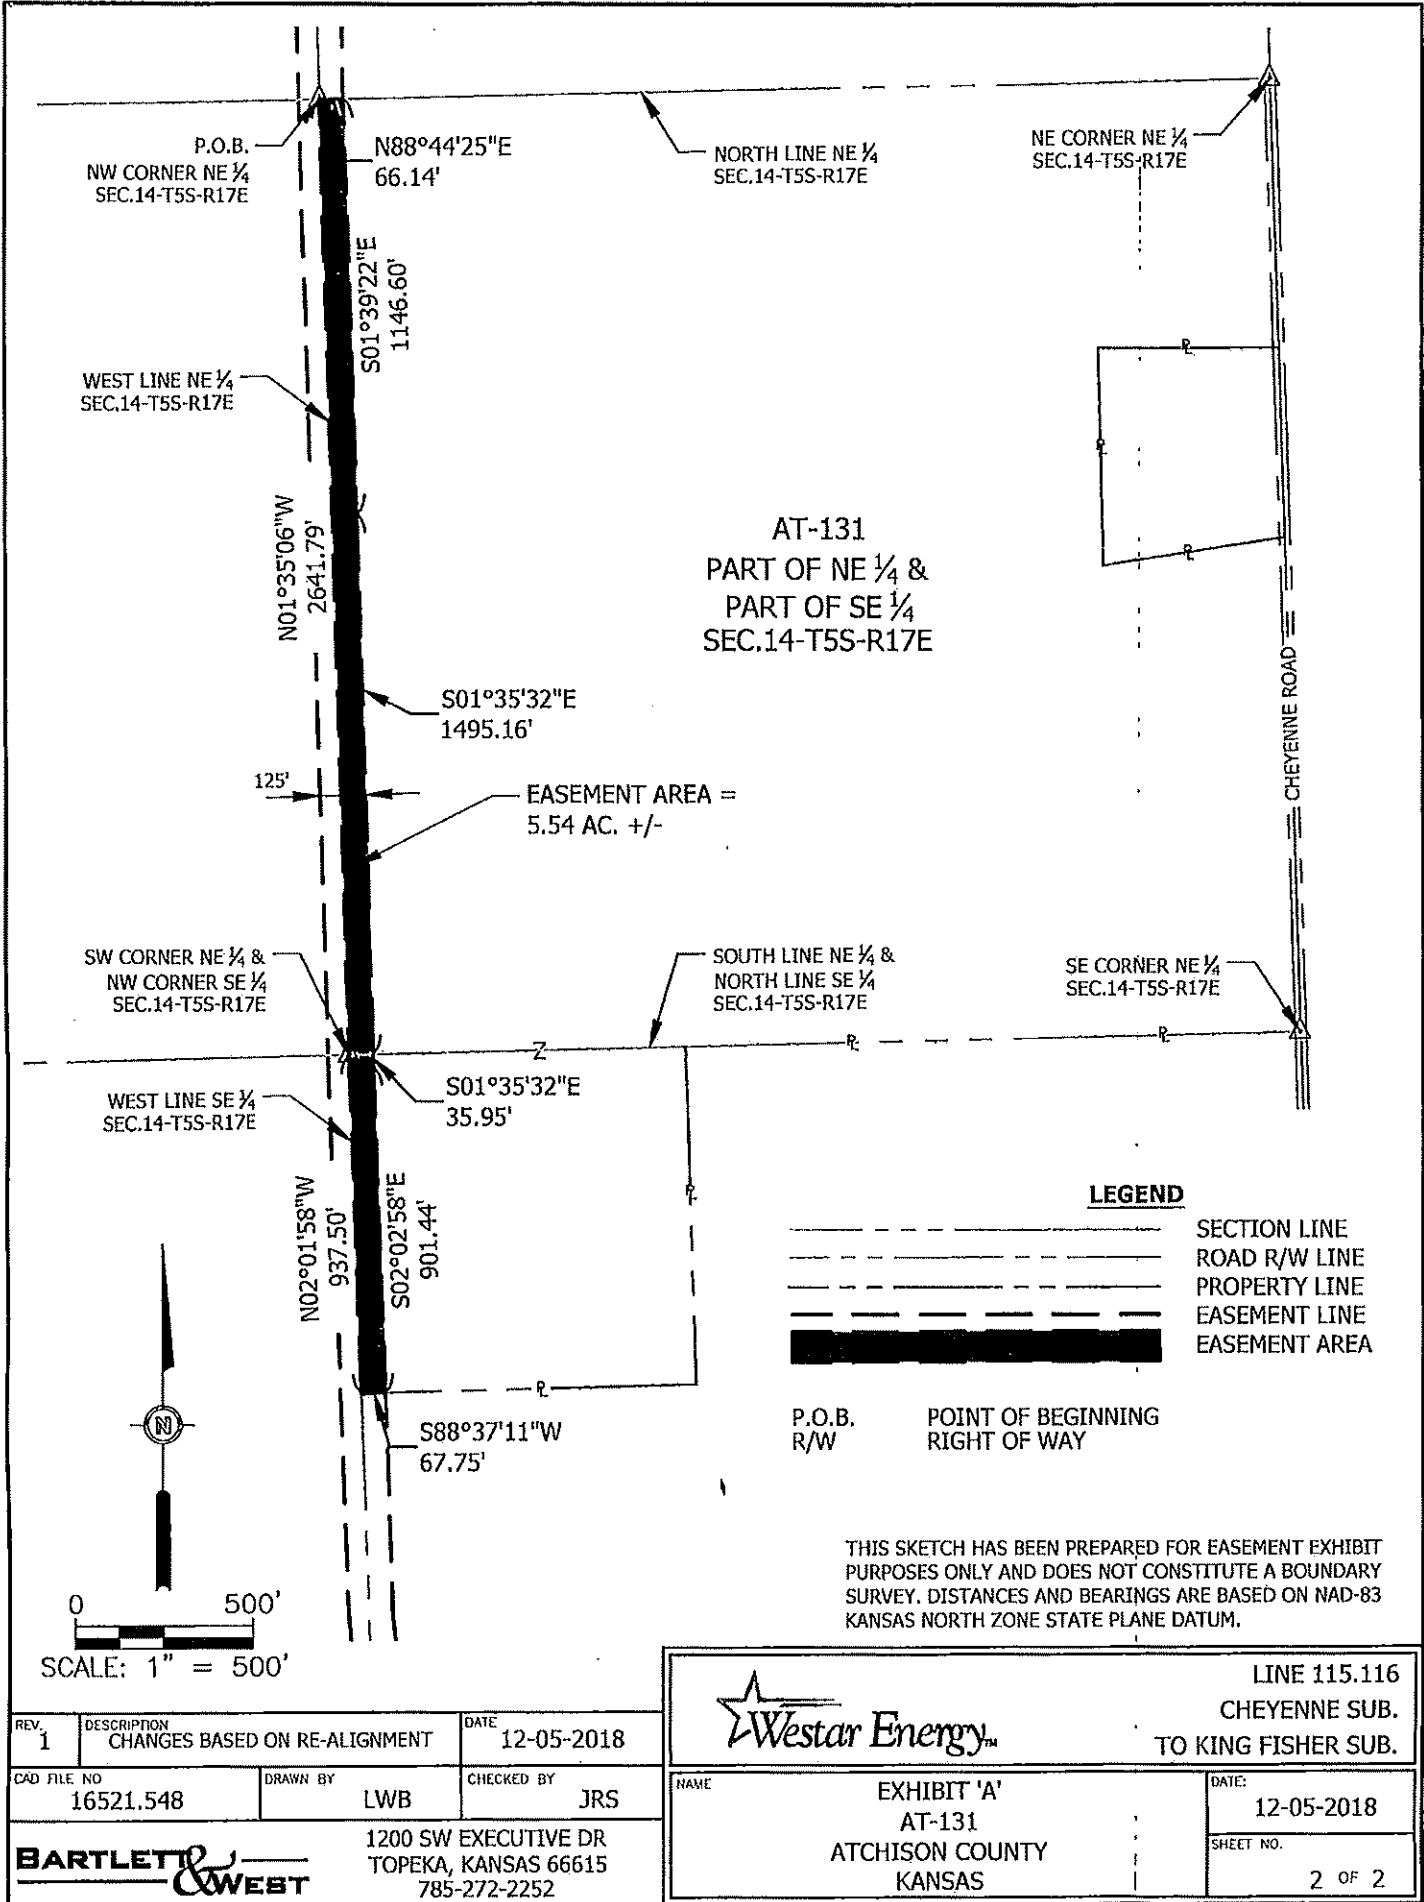 P.O.B.
NW CORNER NE ¼
SEC.14-T5S-R17E
N88°44'25"E
66.14'
NORTH LINE NE ¼
SEC.14-T5S-R17E
NE CORNER NE ¼
SEC.14-T5S-R17E
S01°39'22"E
1146.60'
WEST LINE NE ¼
SEC.14-T5S-R17E
N01°35'06"W
2641.79'
AT-131
PART OF NE ¼ &
PART OF SE ¼
SEC.14-T5S-R17E
S01°35'32"E
1495.16'
CHEYENNE ROAD
125'
EASEMENT AREA =
5.54 AC. +/-
SW CORNER NE ¼ &
NW CORNER SE ¼
SEC.14-T5S-R17E
SOUTH LINE NE ¼ &
NORTH LINE SE ¼
SEC.14-T5S-R17E
SE CORNER NE ¼
SEC.14-T5S-R17E
Z
S01°35'32"E
35.95'
WEST LINE SE ¼
SEC.14-T5S-R17E
N02°01'58"W
937.50'
S02°02'58"E
901.44'
S88°37'11"W
67.75'
LEGEND
SECTION LINE
ROAD R/W LINE
PROPERTY LINE
EASEMENT LINE
EASEMENT AREA
P.O.B. POINT OF BEGINNING
R/W RIGHT OF WAY
N
0 500'
SCALE: 1" = 500'
THIS SKETCH HAS BEEN PREPARED FOR EASEMENT EXHIBIT
PURPOSES ONLY AND DOES NOT CONSTITUTE A BOUNDARY
SURVEY. DISTANCES AND BEARINGS ARE BASED ON NAD-83
KANSAS NORTH ZONE STATE PLANE DATUM.
REV. 1
DESCRIPTION
CHANGES BASED ON RE-ALIGNMENT
DATE
12-05-2018
CAD FILE NO
16521.548
DRAWN BY
LWB
CHECKED BY
JRS
BARTLETT & WEST
1200 SW EXECUTIVE DR
TOPEKA, KANSAS 66615
785-272-2252
Westar Energy™
LINE 115.116
CHEYENNE SUB.
TO KING FISHER SUB.
NAME
EXHIBIT 'A'
AT-131
ATCHISON COUNTY
KANSAS
DATE:
12-05-2018
SHEET NO.
2 OF 2